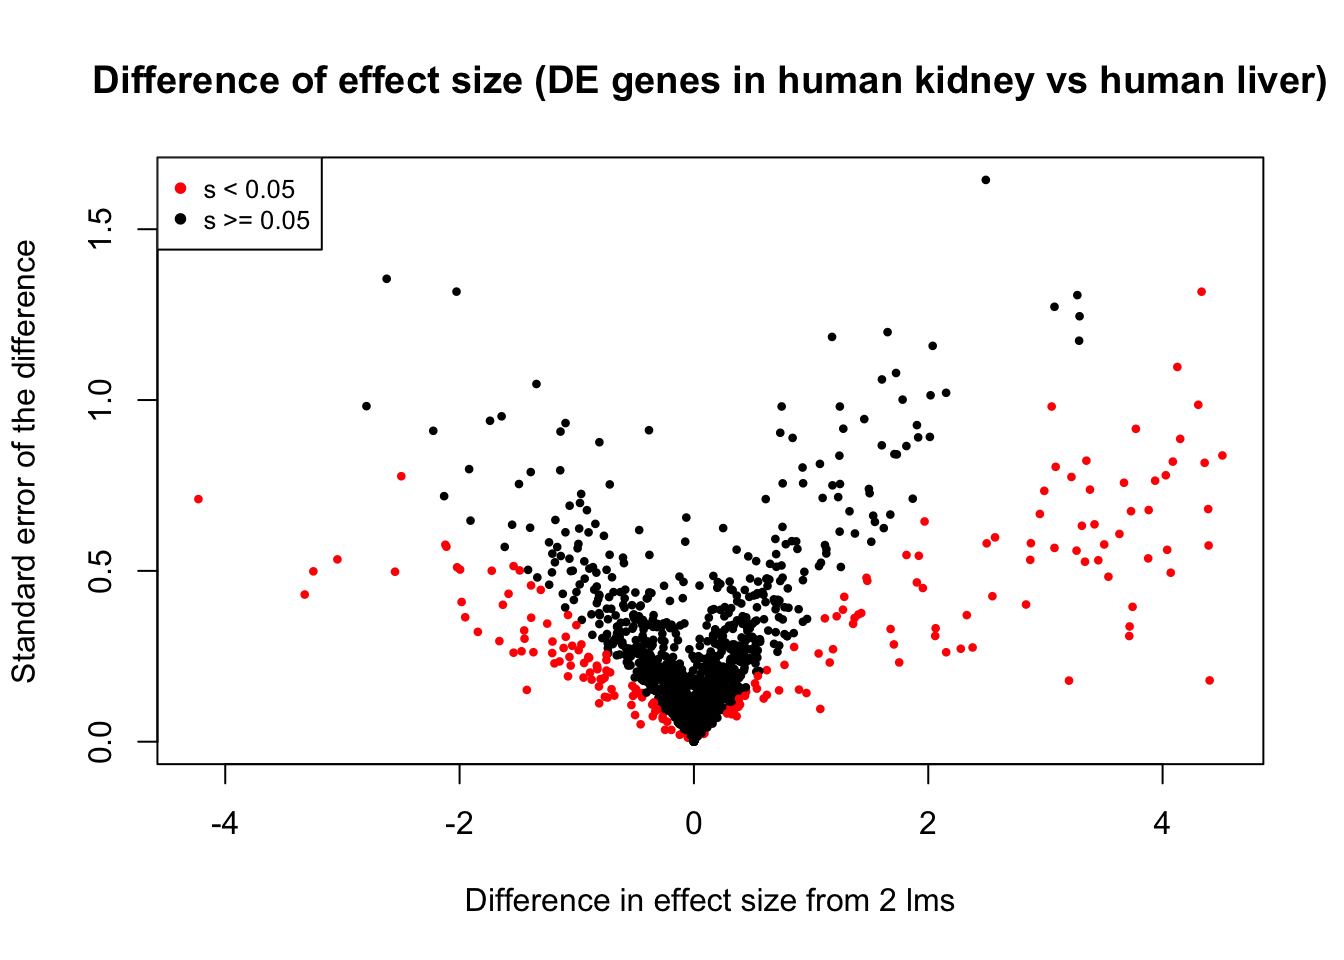 Difference of effect size (DE genes in human kidney vs human liver)
s < 0.05
s >= 0.05
Standard error of the difference
1.5
1.0
0.5
0.0
-4 -2 0 2 4
Difference in effect size from 2 lms